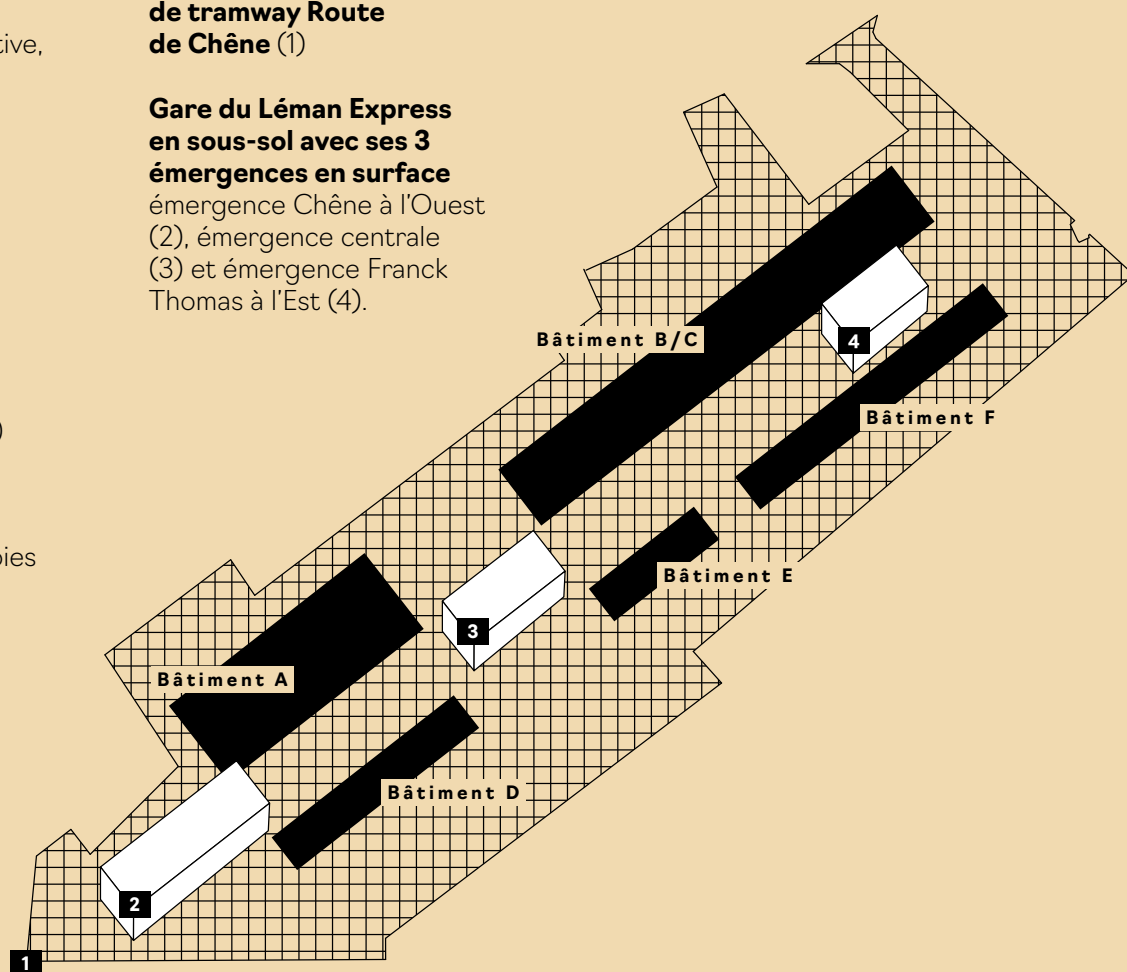 de tramway Route
de Chêne (1)
tive,
Gare du Léman Express
en sous-sol avec ses 3
émergences en surface
émergence Chêne à l'Ouest
(2), émergence centrale
(3) et émergence Franck
Thomas à l'Est (4).
)
pies
Bâtiment B/C
4
Bâtiment F
Bâtiment E
3
Bâtiment A
Bâtiment D
2
1